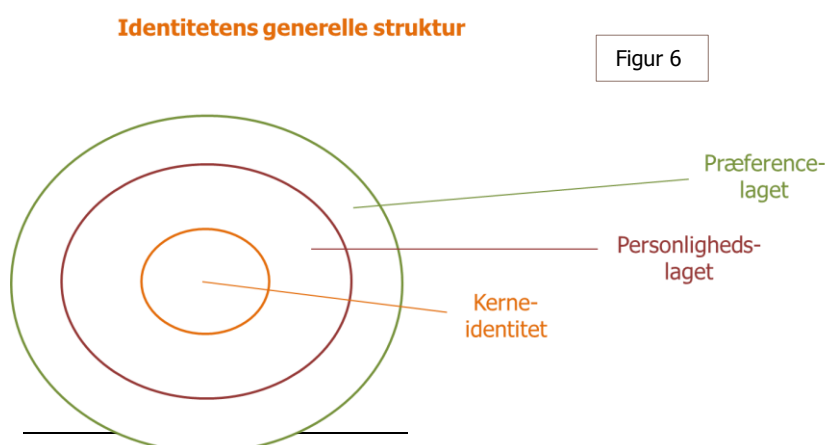 Identitetens generelle struktur
Figur 6
Præference-
laget
Personligheds-
laget
Kerne-
identitet